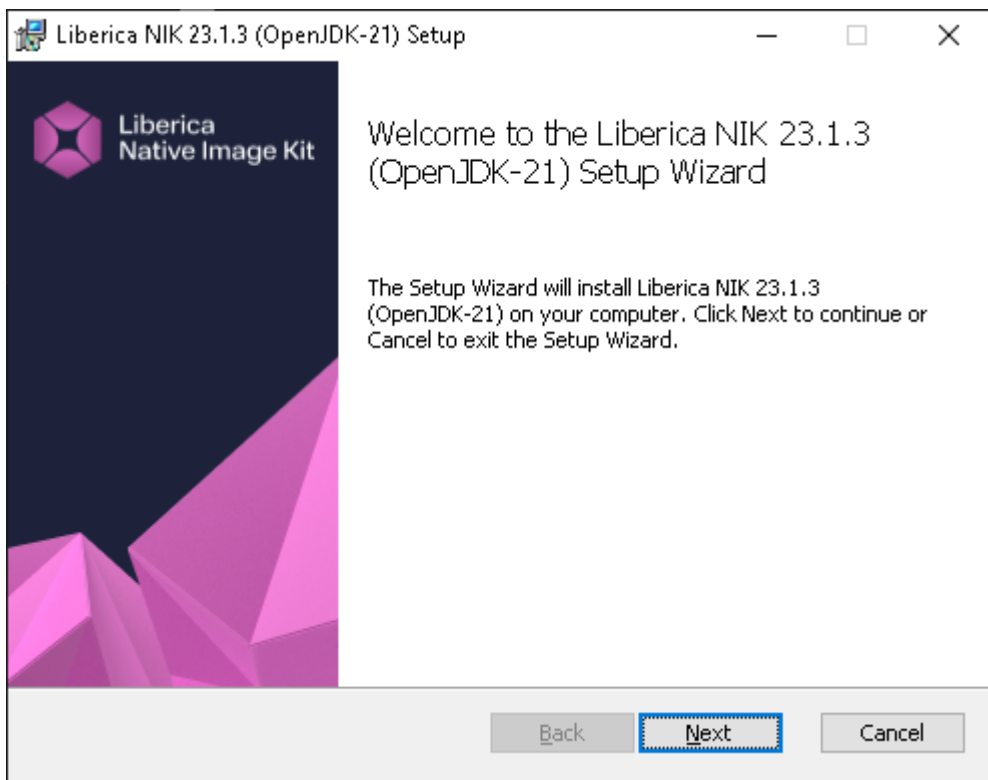 Liberica NIK 23.1.3 (OpenJDK-21) Setup
Liberica
Native Image Kit
Welcome to the Liberica NIK 23.1.3
(OpenJDK-21) Setup Wizard
The Setup Wizard will install Liberica NIK 23.1.3
(OpenJDK-21) on your computer. Click Next to continue or
Cancel to exit the Setup Wizard.
Back
Next
Cancel